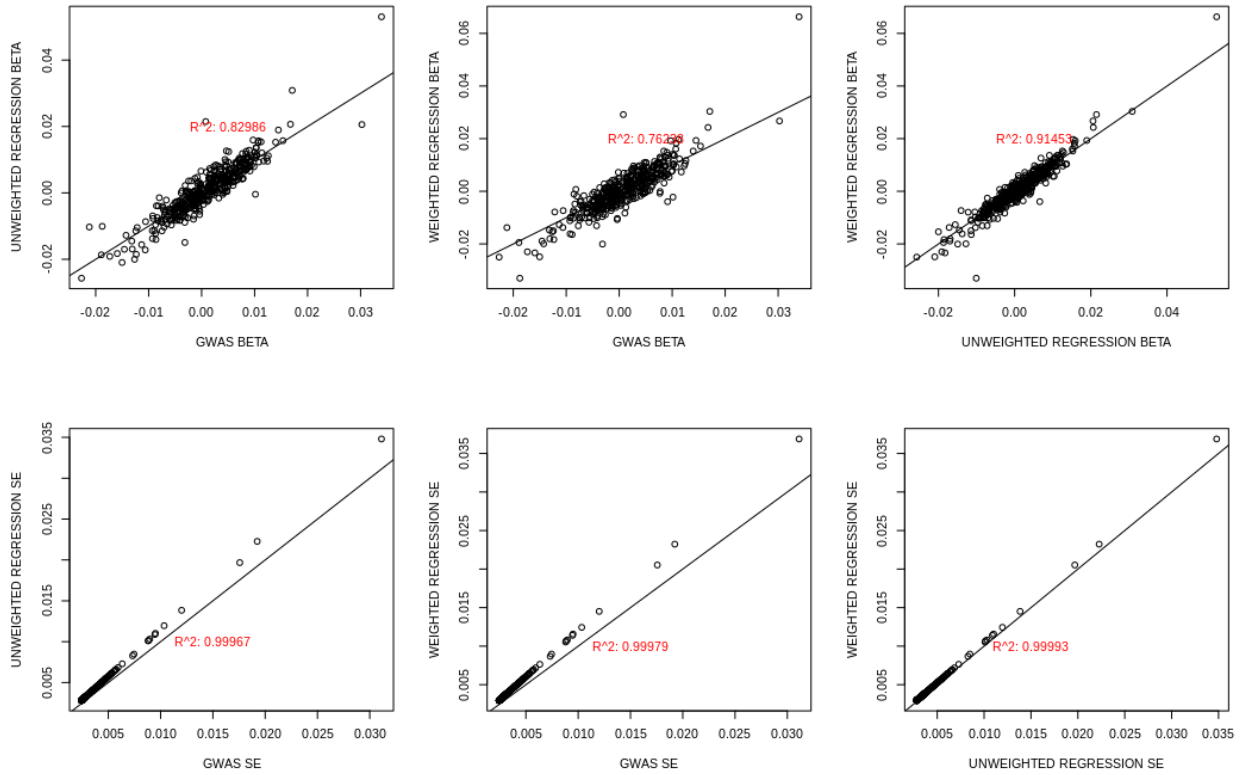 UNWEIGHTED REGRESSION BETA
-0.02 0.00 0.02 0.04
R^2: 0.82986
-0.02 -0.01 0.00 0.01 0.02 0.03
GWAS BETA
WEIGHTED REGRESSION BETA
-0.02 0.00 0.02 0.04 0.06
-0.02 -0.01 0.00 0.01 0.02 0.03
GWAS BETA
WEIGHTED REGRESSION BETA
-0.02 0.00 0.02 0.04 0.06
R^2: 0.91453
-0.02 0.00 0.02 0.04
UNWEIGHTED REGRESSION BETA
UNWEIGHTED REGRESSION SE
0.005 0.015 0.025 0.035
R^2: 0.99967
0.005 0.010 0.015 0.020 0.025 0.030
GWAS SE
WEIGHTED REGRESSION SE
0.005 0.015 0.025 0.035
R^2: 0.99979
0.005 0.010 0.015 0.020 0.025 0.030
GWAS SE
WEIGHTED REGRESSION SE
0.005 0.015 0.025 0.035
R^2: 0.99993
0.005 0.010 0.015 0.020 0.025 0.030 0.035
UNWEIGHTED REGRESSION SE